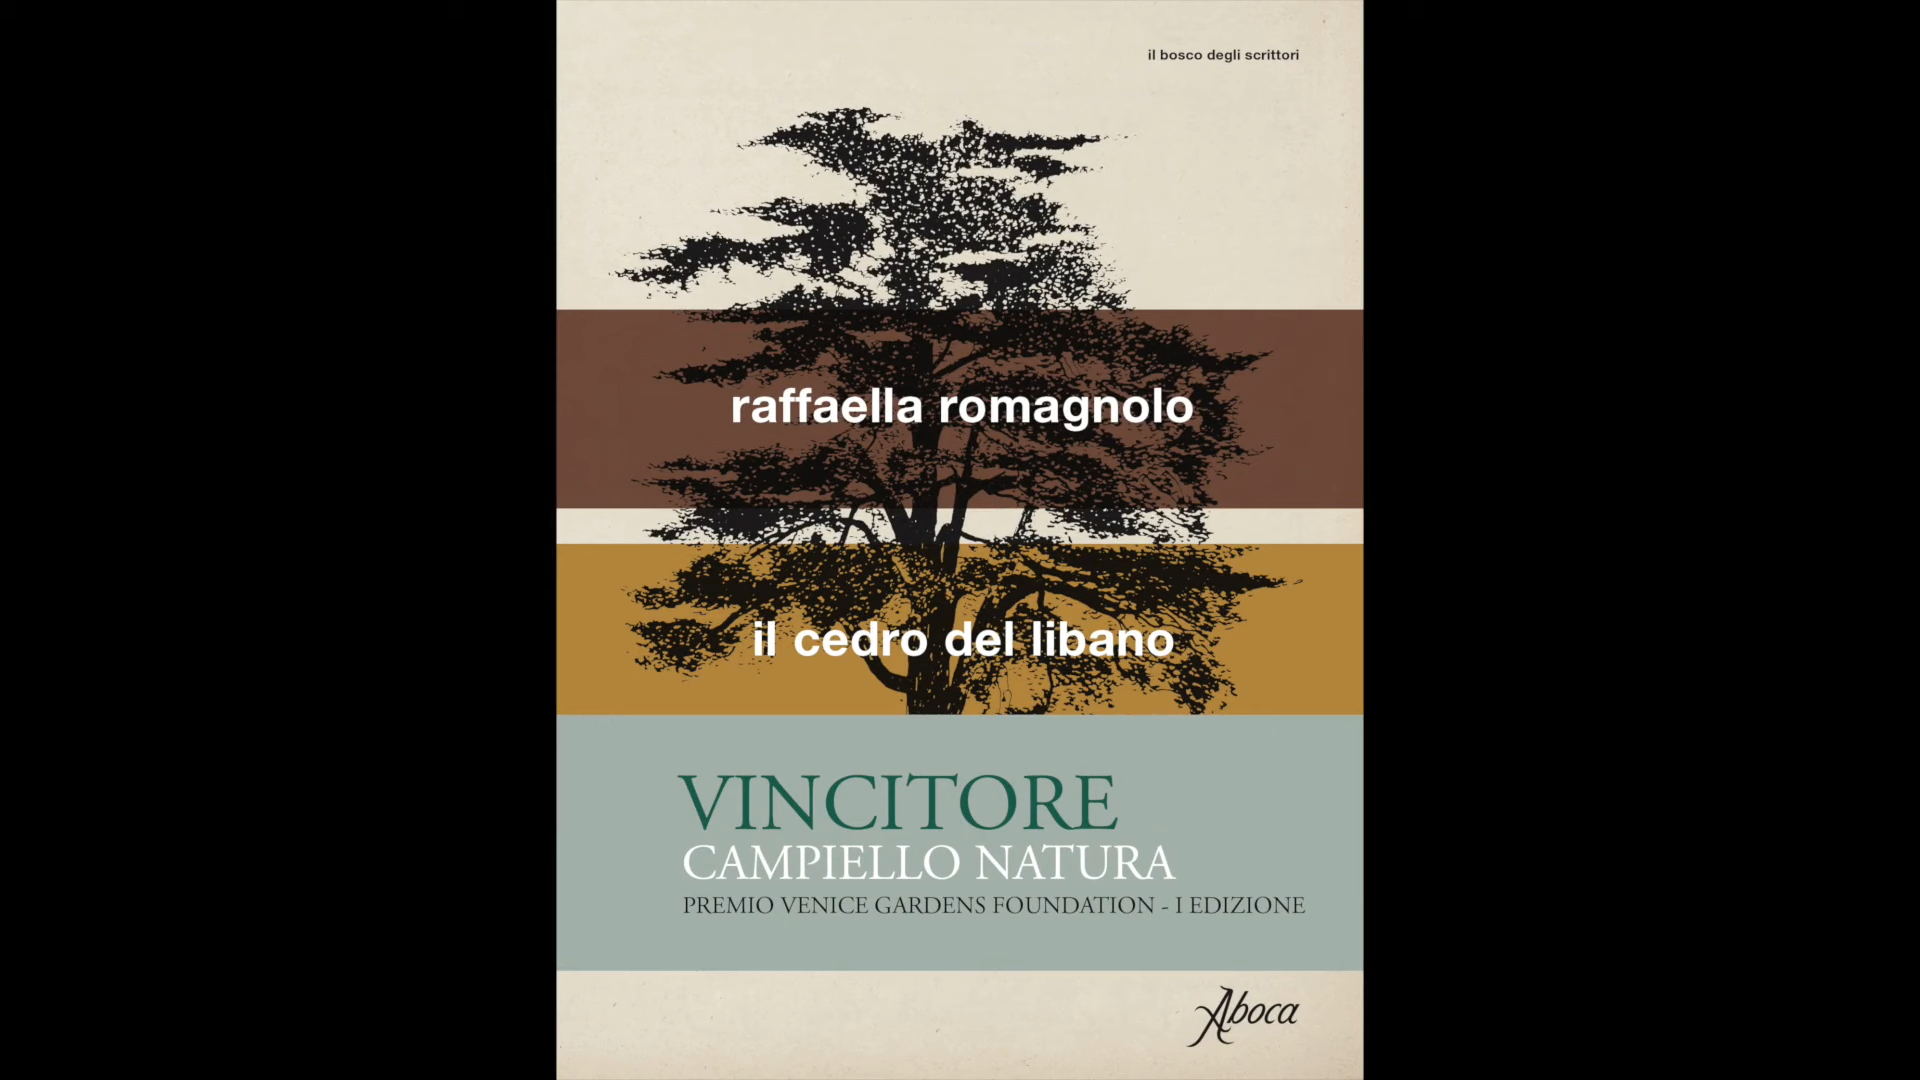 il bosco degli scrittori
raffaella romagnolo
il cedro del libano
VINCITORE
CAMPIELLO NATURA
PREMIO VENICE GARDENS FOUNDATION - I EDIZIONE
Aboca